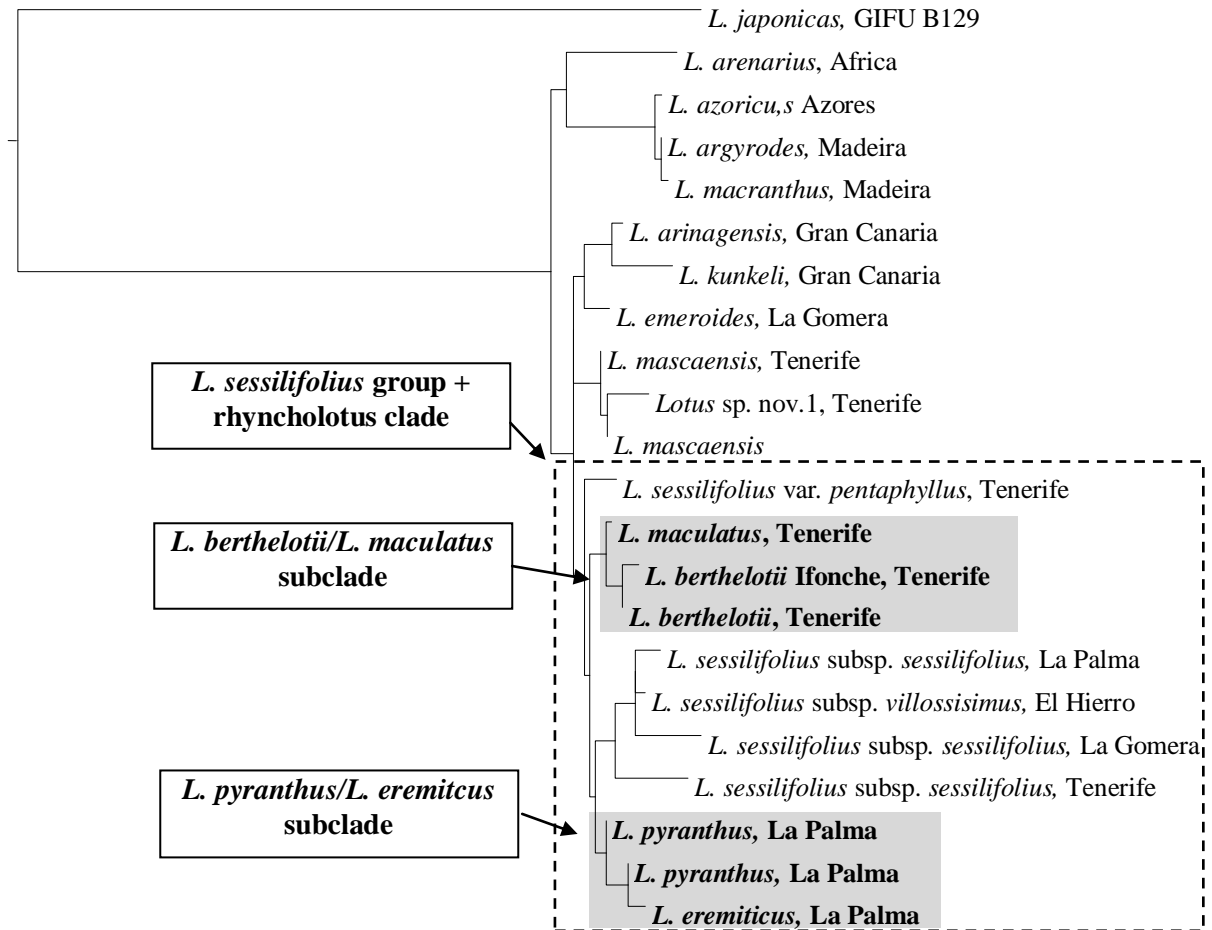 L. japonicas, GIFU B129
L. arenarius, Africa
L. azoricu,s Azores
L. argyrodes, Madeira
L. macranthus, Madeira
L. arinagensis, Gran Canaria
L. kunkeli, Gran Canaria
L. emeroides, La Gomera
L. mascaensis, Tenerife
L. sessilifolius group +
rhyncholotus clade
Lotus sp. nov.1, Tenerife
L. mascaensis
L. sessilifolius var. pentaphyllus, Tenerife
L. berthelotii/L. maculatus
subclade
L. maculatus, Tenerife
L. berthelotii Ifonche, Tenerife
L. berthelotii, Tenerife
L. sessilifolius subsp. sessilifolius, La Palma
L. sessilifolius subsp. villossisimus, El Hierro
L. sessilifolius subsp. sessilifolius, La Gomera
L. sessilifolius subsp. sessilifolius, Tenerife
L. pyranthus/L. eremitcus
subclade
L. pyranthus, La Palma
L. pyranthus, La Palma
L. eremiticus, La Palma